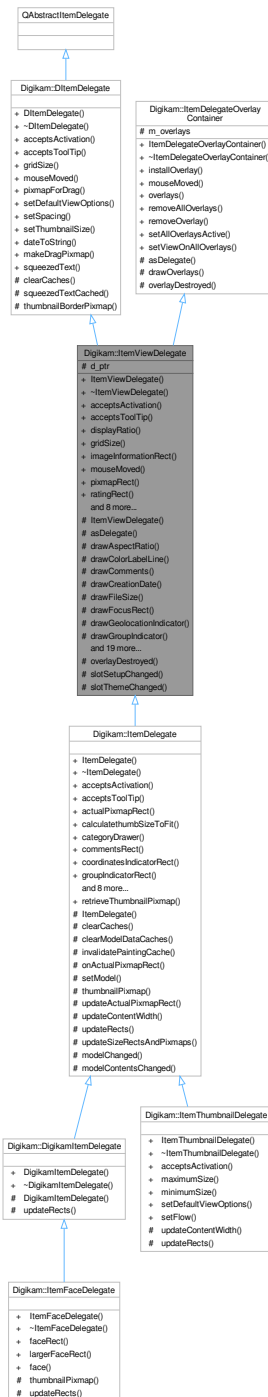 QAbstractItemDelegate
Digikam::DItemDelegate
+ DItemDelegate()
+ ~DItemDelegate()
+ acceptsActivation()
+ acceptsToolTip()
+ gridSize()
+ mouseMoved()
+ pixmapForDrag()
+ setDefaultViewOptions()
+ setSpacing()
+ setThumbnailSize()
+ dateToString()
+ makeDragPixmap()
+ squeezedText()
# clearCaches()
# squeezedTextCached()
# thumbnailBorderPixmap()
Digikam::ItemDelegateOverlay
Container
# m_overlays
+ ItemDelegateOverlayContainer()
+ ~ItemDelegateOverlayContainer()
+ installOverlay()
+ mouseMoved()
+ overlays()
+ removeAllOverlays()
+ removeOverlay()
+ setAllOverlaysActive()
+ setViewOnAllOverlays()
# asDelegate()
# drawOverlays()
# overlayDestroyed()
Digikam::ItemViewDelegate
# d_ptr
+ ItemViewDelegate()
+ ~ItemViewDelegate()
+ acceptsActivation()
+ acceptsToolTip()
+ displayRatio()
+ gridSize()
+ imageInformationRect()
+ mouseMoved()
+ pixmapRect()
+ ratingRect()
and 8 more...
# ItemViewDelegate()
# asDelegate()
# drawAspectRatio()
# drawColorLabelLine()
# drawComments()
# drawCreationDate()
# drawFileSize()
# drawFocusRect()
# drawGeolocationIndicator()
# drawGroupIndicator()
and 19 more...
# overlayDestroyed()
# slotSetupChanged()
# slotThemeChanged()
Digikam::ItemDelegate
+ ItemDelegate()
+ ~ItemDelegate()
+ acceptsActivation()
+ acceptsToolTip()
+ actualPixmapRect()
+ calculatethumbSizeToFit()
+ categoryDrawer()
+ commentsRect()
+ coordinatesIndicatorRect()
+ groupIndicatorRect()
and 8 more...
+ retrieveThumbnailPixmap()
# ItemDelegate()
# clearCaches()
# clearModelDataCaches()
# invalidatePaintingCache()
# onActualPixmapRect()
# setModel()
# thumbnailPixmap()
# updateActualPixmapRect()
# updateContentWidth()
# updateRects()
# updateSizeRectsAndPixmaps()
# modelChanged()
# modelContentsChanged()
Digikam::DigikamItemDelegate
+ DigikamItemDelegate()
+ ~DigikamItemDelegate()
# DigikamItemDelegate()
# updateRects()
Digikam::ItemThumbnailDelegate
+ ItemThumbnailDelegate()
+ ~ItemThumbnailDelegate()
+ acceptsActivation()
+ maximumSize()
+ minimumSize()
+ setDefaultViewOptions()
+ setFlow()
# updateContentWidth()
# updateRects()
Digikam::ItemFaceDelegate
+ ItemFaceDelegate()
+ ~ItemFaceDelegate()
+ faceRect()
+ largerFaceRect()
+ face()
# thumbnailPixmap()
# updateRects()